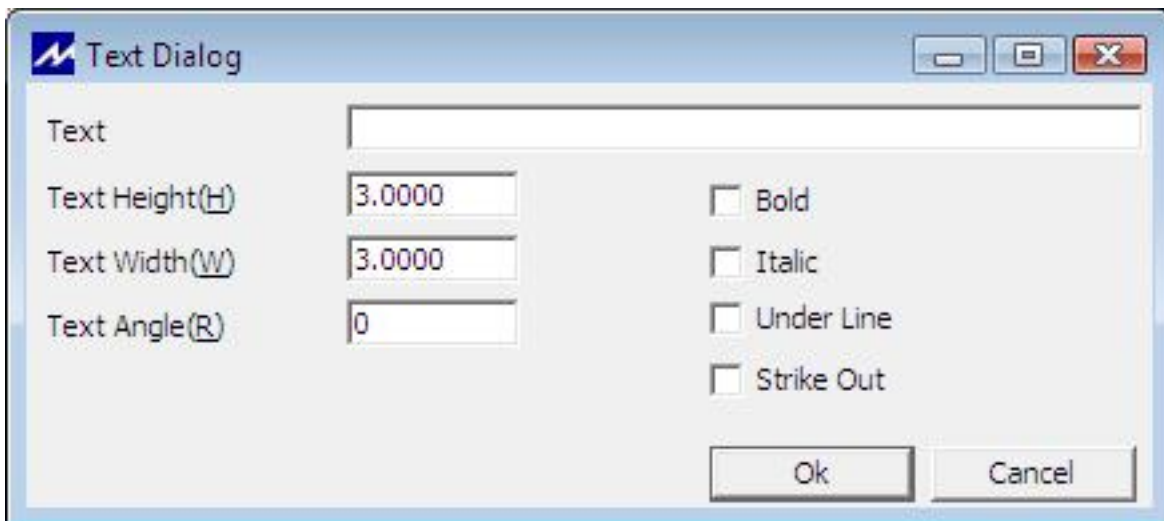 Text Dialog
Text
Text Height(H) 3.0000 Bold
Text Width(W) 3.0000 Italic
Text Angle(R) 0 Under Line
Strike Out
Ok Cancel